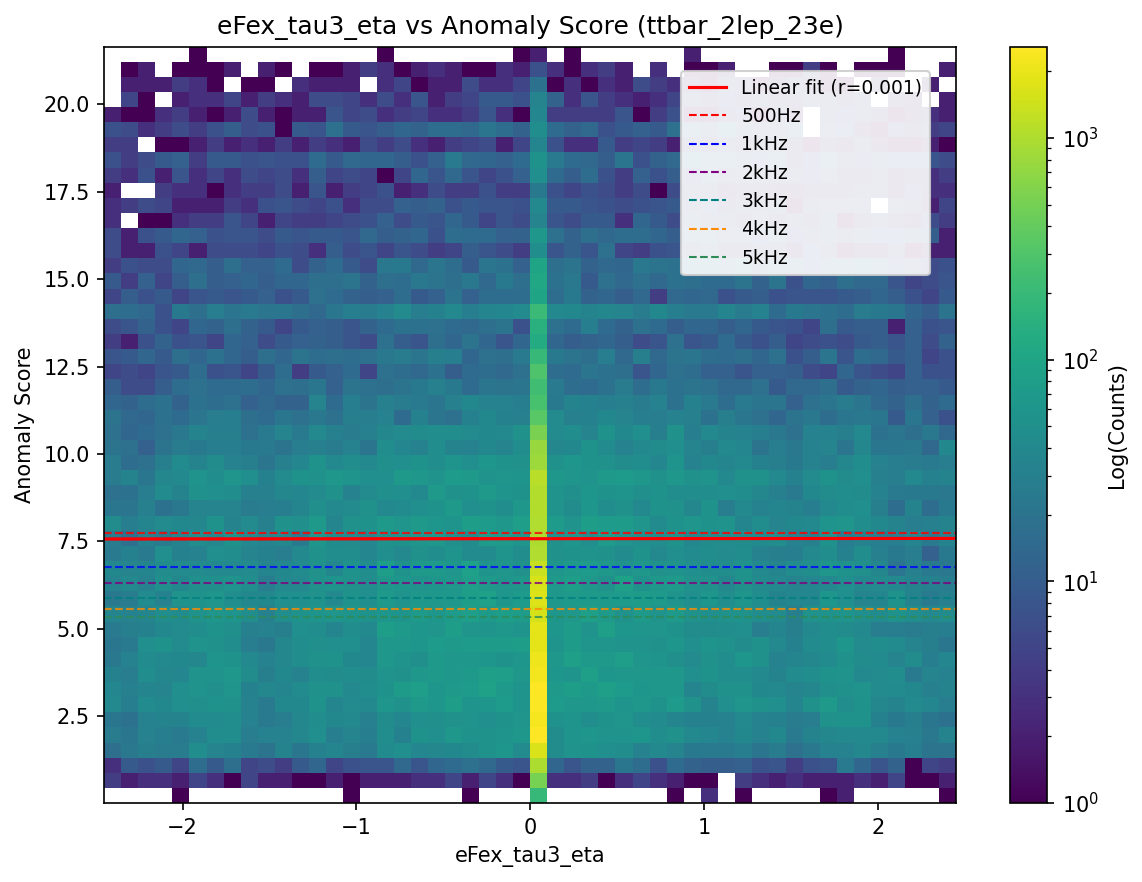 eFex_tau3_eta vs Anomaly Score (ttbar_2lep_23e)
Linear fit (r=0.001)
500Hz
1kHz
2kHz
3kHz
4kHz
5kHz
20.0
17.5
15.0
12.5
10.0
7.5
5.0
2.5
Anomaly Score
−2
−1
0
1
2
eFex_tau3_eta
10³
10²
10¹
10⁰
Log(Counts)